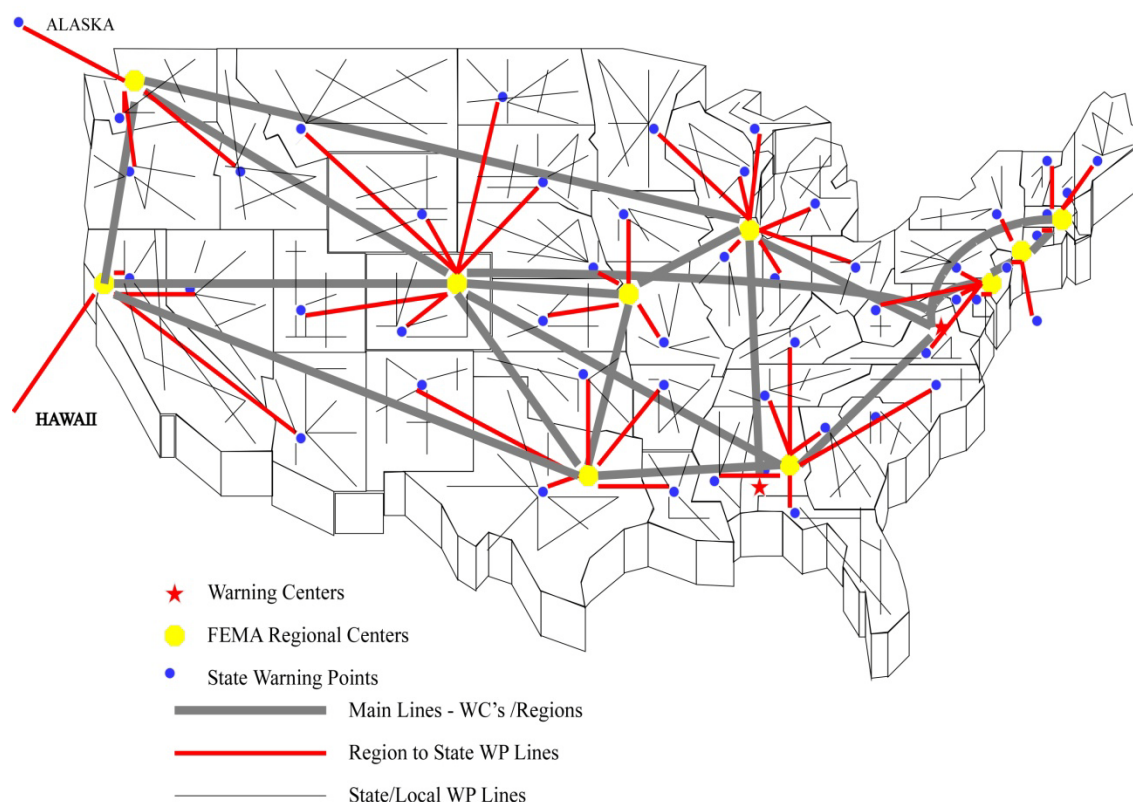 ALASKA
HAWAII
Warning Centers
FEMA Regional Centers
State Warning Points
Main Lines - WC's /Regions
Region to State WP Lines
State/Local WP Lines